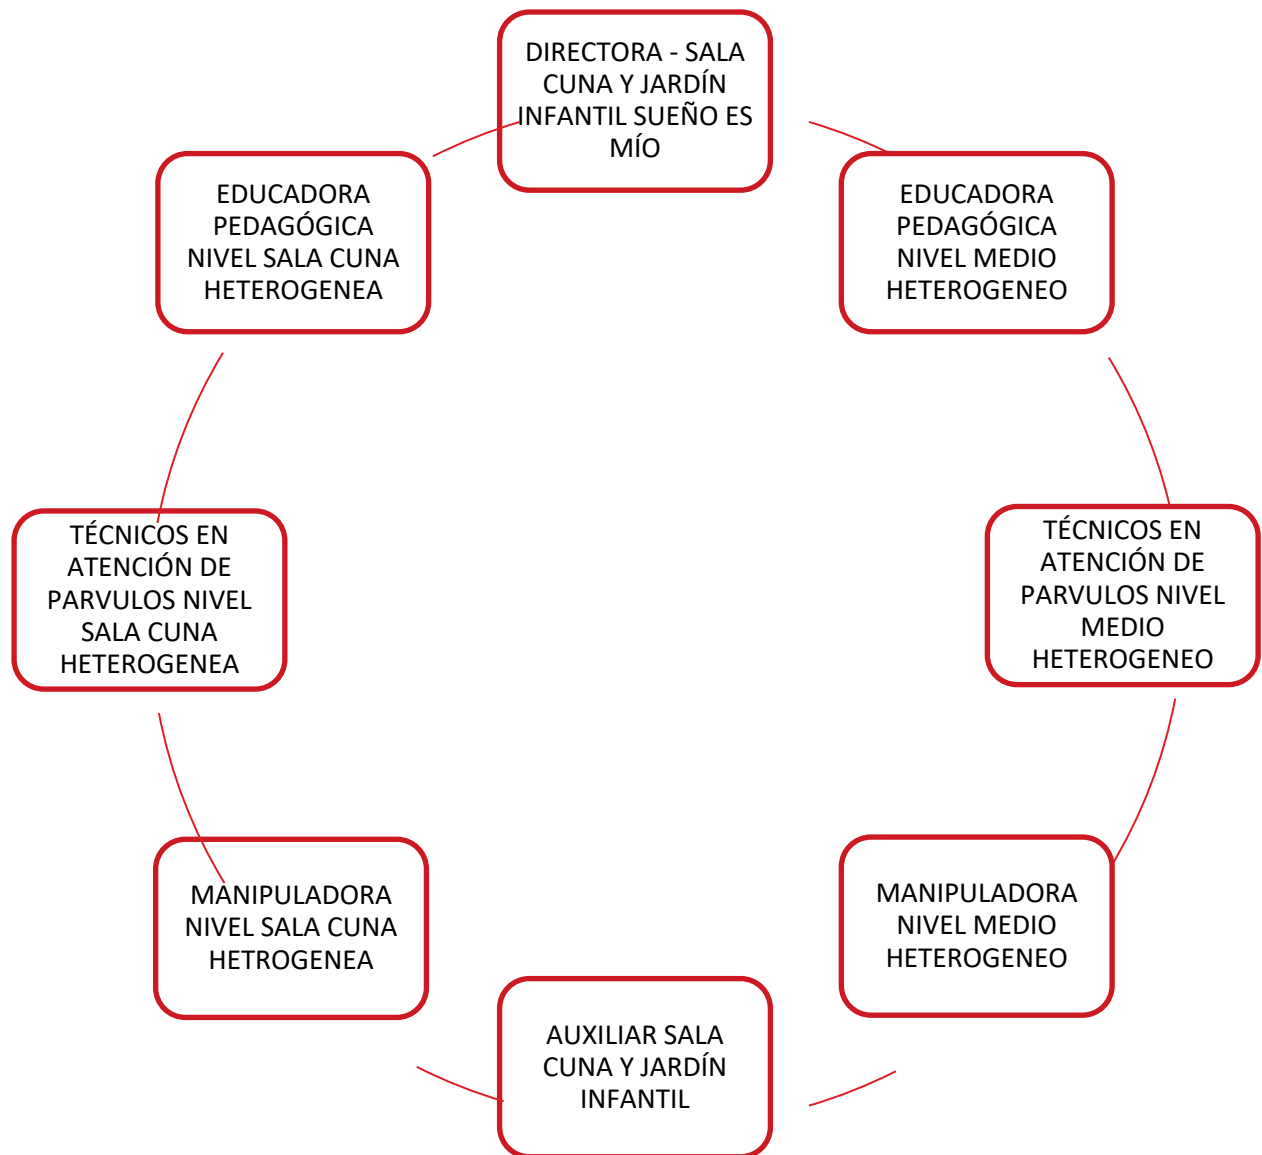 DIRECTORA - SALA
CUNA Y JARDÍN
INFANTIL SUEÑO ES
MÍO
EDUCADORA
PEDAGÓGICA
NIVEL SALA CUNA
HETEROGENEA
EDUCADORA
PEDAGÓGICA
NIVEL MEDIO
HETEROGENEO
TÉCNICOS EN
ATENCIÓN DE
PARVULOS NIVEL
SALA CUNA
HETEROGENEA
TÉCNICOS EN
ATENCIÓN DE
PARVULOS NIVEL
MEDIO
HETEROGENEO
MANIPULADORA
NIVEL SALA CUNA
HETROGENEA
MANIPULADORA
NIVEL MEDIO
HETEROGENEO
AUXILIAR SALA
CUNA Y JARDÍN
INFANTIL